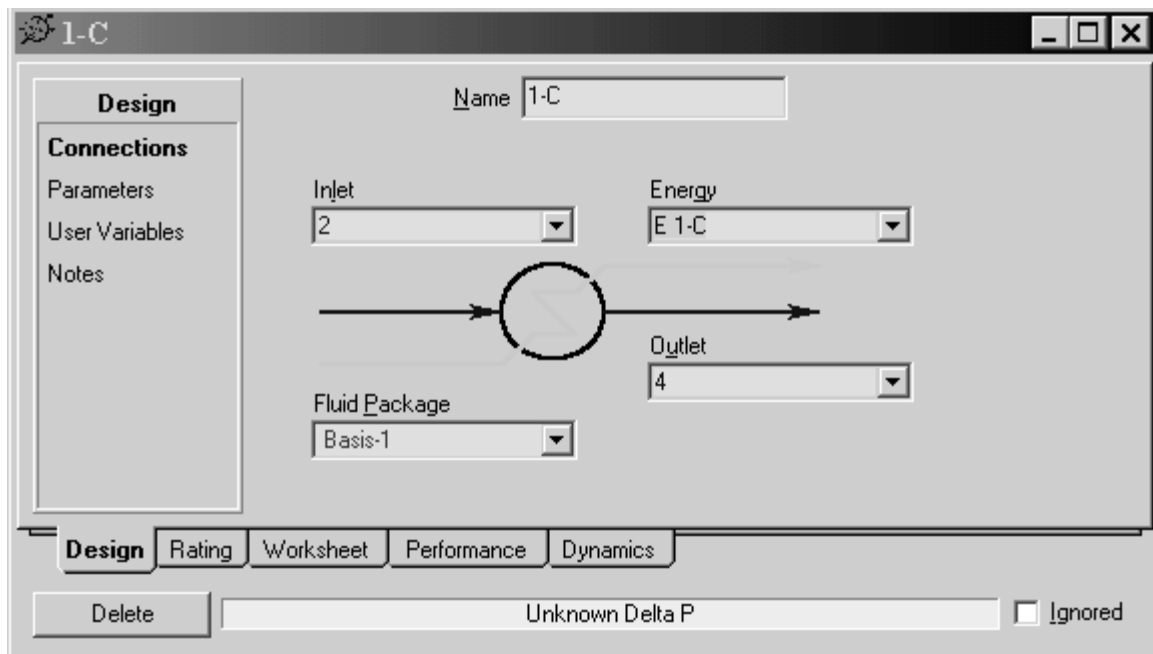 1-C
Design
Name 1-C
Connections
Parameters
Inlet
Energy
2
E 1-C
User Variables
Notes
Outlet
4
Fluid Package
Basis-1
Design Rating Worksheet Performance Dynamics
Delete
Unknown Delta P
Ignored